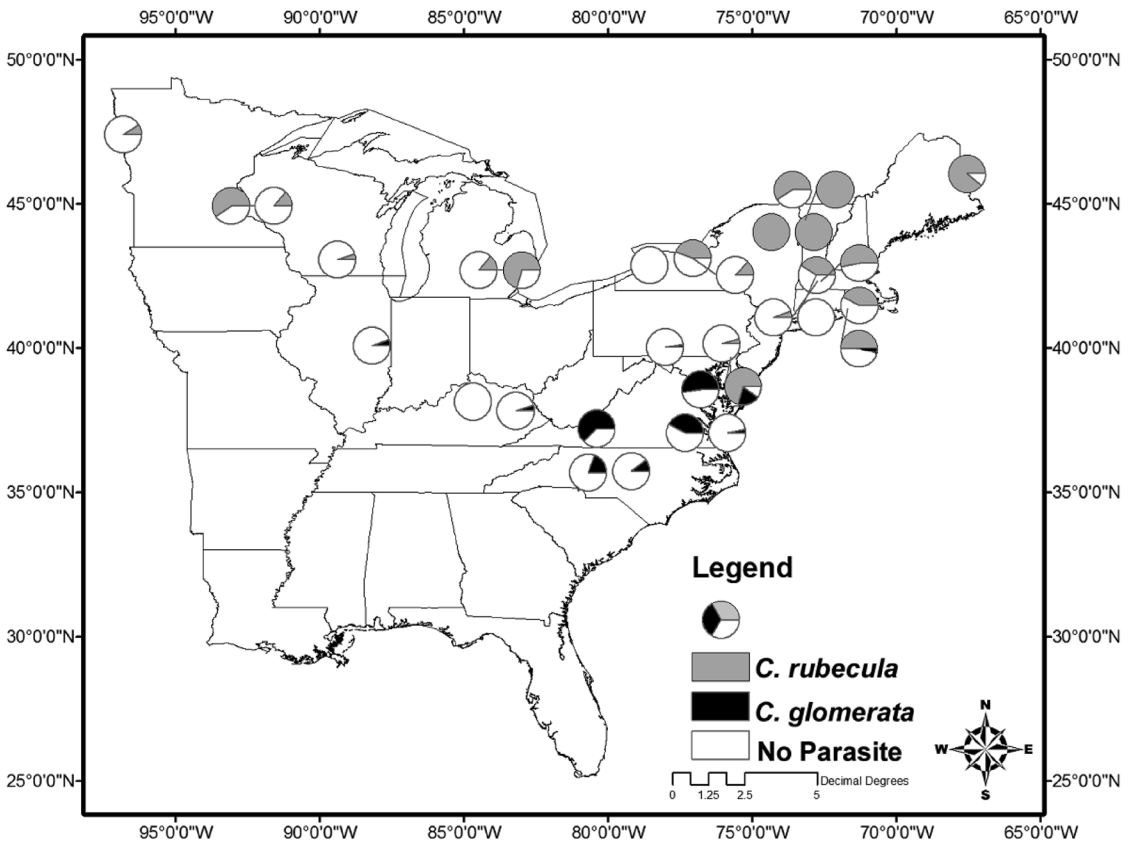 95°0'0"W 90°0'0"W 85°0'0"W 80°0'0"W 75°0'0"W 70°0'0"W 65°0'0"W
50°0'0"N 50°0'0"N
45°0'0"N 45°0'0"N
40°0'0"N 40°0'0"N
35°0'0"N 35°0'0"N
30°0'0"N 30°0'0"N
25°0'0"N 25°0'0"N
Legend
C. rubecula
C. glomerata
No Parasite
N
W E
S
Decimal Degrees
0 1.25 2.5 5
95°0'0"W 90°0'0"W 85°0'0"W 80°0'0"W 75°0'0"W 70°0'0"W 65°0'0"W